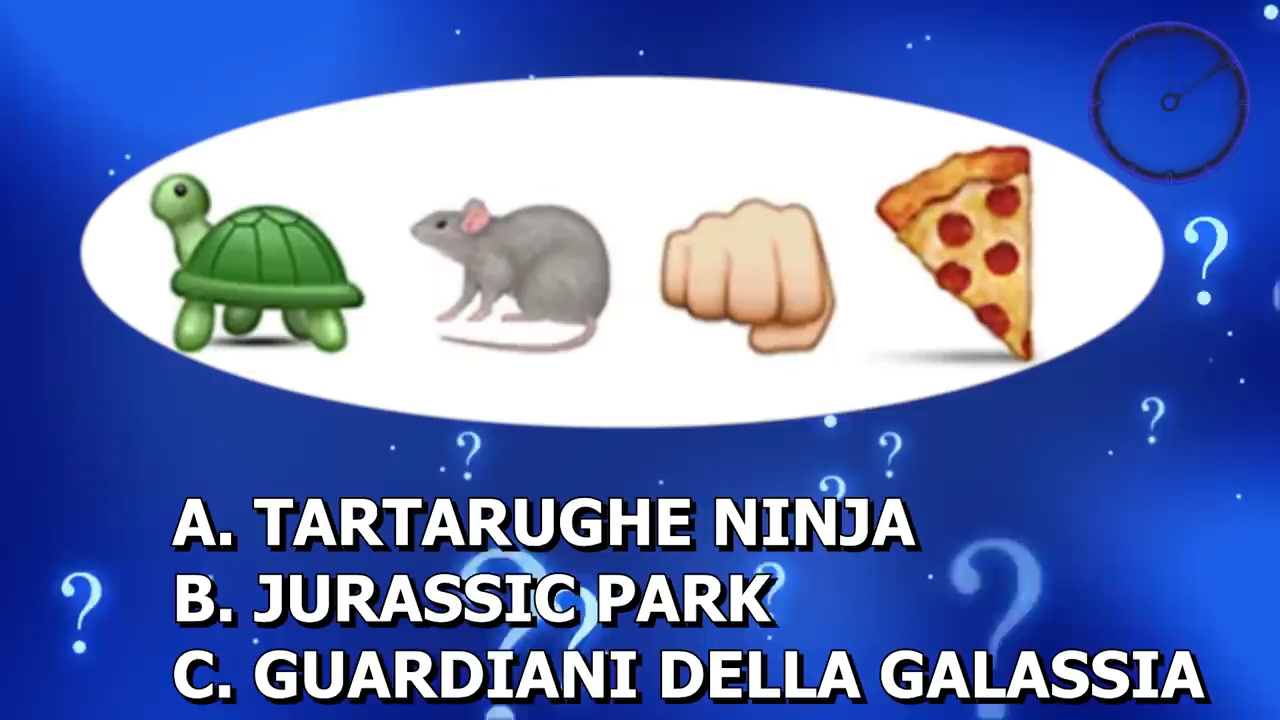 A. TARTARUGHE NINJA
B. JURASSIC PARK
C. GUARDIANI DELLA GALASSIA